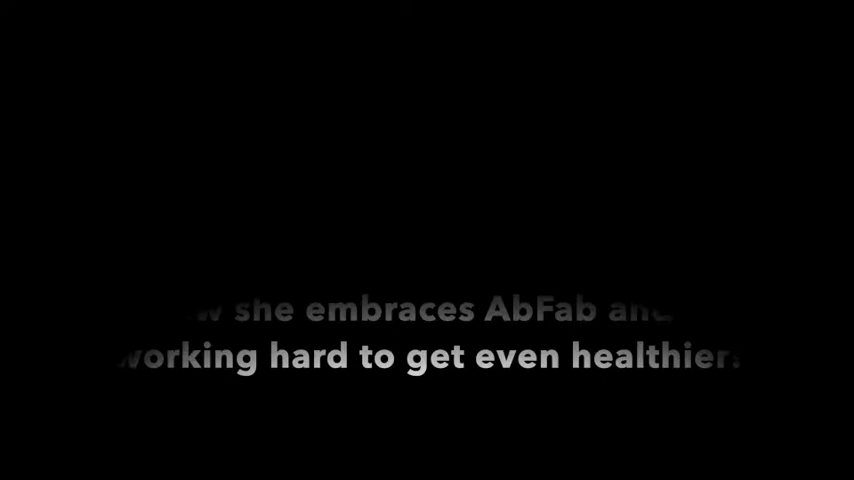 she embraces AbFab and
working hard to get even healthier